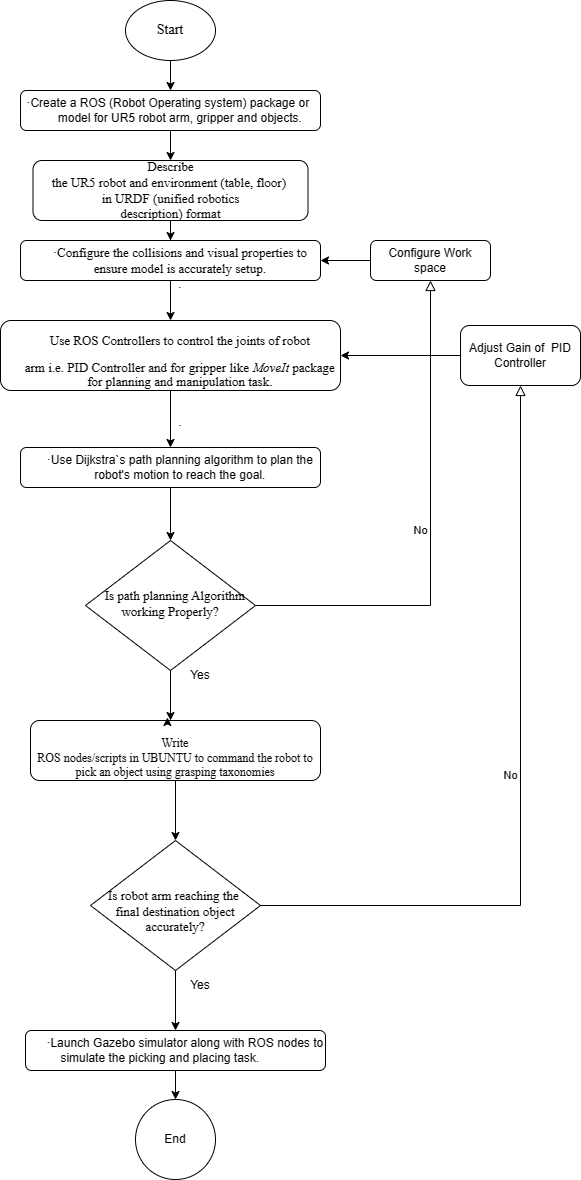 Start
·Create a ROS (Robot Operating system) package or
model for UR5 robot arm, gripper and objects.
Describe
the UR5 robot and environment (table, floor)
in URDF (unified robotics
description) format
·Configure the collisions and visual properties to
ensure model is accurately setup.
Configure Work
space
.
Use ROS Controllers to control the joints of robot
arm i.e. PID Controller and for gripper like MoveIt package
for planning and manipulation task.
Adjust Gain of PID
Controller
.
·Use Dijkstra`s path planning algorithm to plan the
robot's motion to reach the goal.
No
Is path planning Algorithm
working Properly?
Yes
Write
ROS nodes/scripts in UBUNTU to command the robot to
pick an object using grasping taxonomies
No
Is robot arm reaching the
final destination object
accurately?
Yes
·Launch Gazebo simulator along with ROS nodes to
simulate the picking and placing task.
End